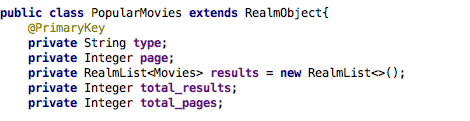 public class PopularMovies extends RealmObject{
    @PrimaryKey
    private String type;
    private Integer page;
    private RealmList<Movies> results = new RealmList<>();
    private Integer total_results;
    private Integer total_pages;